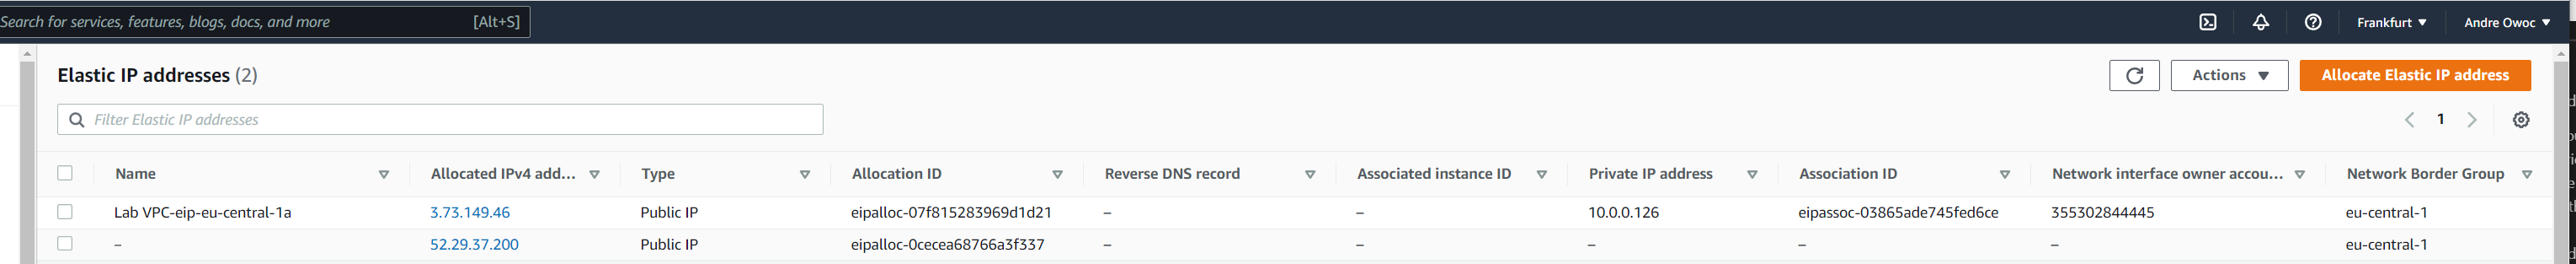 Search for services, features, blogs, docs, and more [Alt+S] Frankfurt ▼ Andre Owoc ▼
Elastic IP addresses (2) Actions ▼ Allocate Elastic IP address
Filter Elastic IP addresses 1
Name Allocated IPv4 add... Type Allocation ID Reverse DNS record Associated instance ID Private IP address Association ID Network interface owner accou... Network Border Group
Lab VPC-eip-eu-central-1a 3.73.149.46 Public IP eipalloc-07f815283969d1d21 – – 10.0.0.126 eipassoc-03865ade745fed6ce 355302844445 eu-central-1
– 52.29.37.200 Public IP eipalloc-0cecea68766a3f337 – – – – – eu-central-1